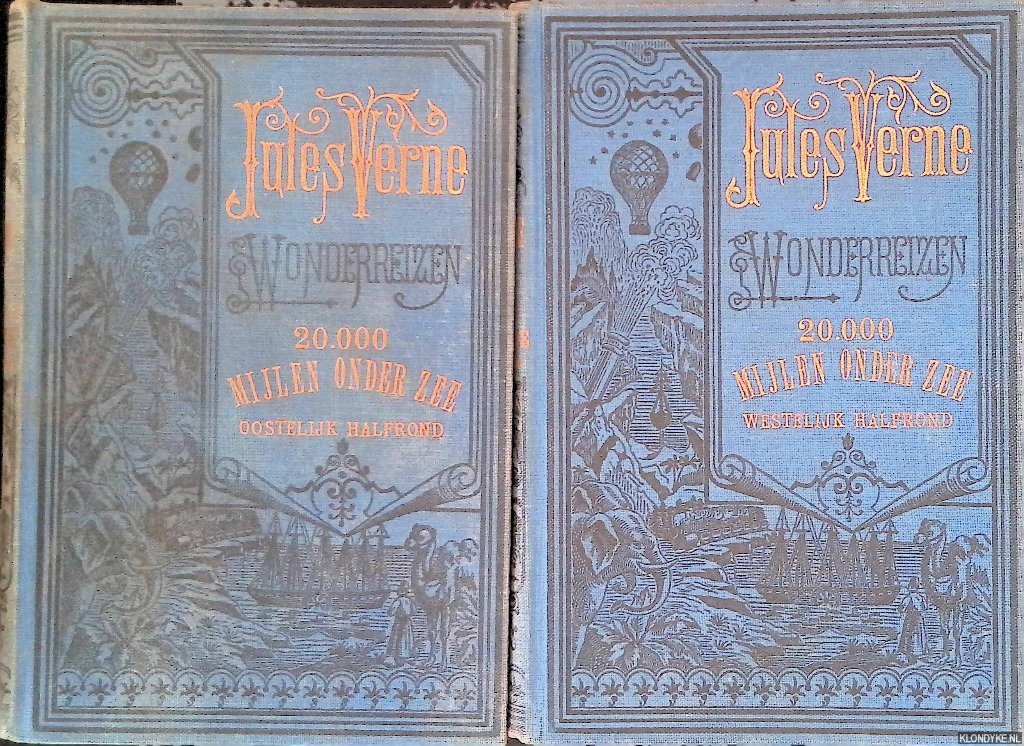 Jules Verne
Wonderreizen
20.000
MIJLEN ONDER ZEE
OOSTELIJK HALFROND
Jules Verne
Wonderreizen
20.000
MIJLEN ONDER ZEE
WESTELIJK HALFROND
KLONDYKE.NL